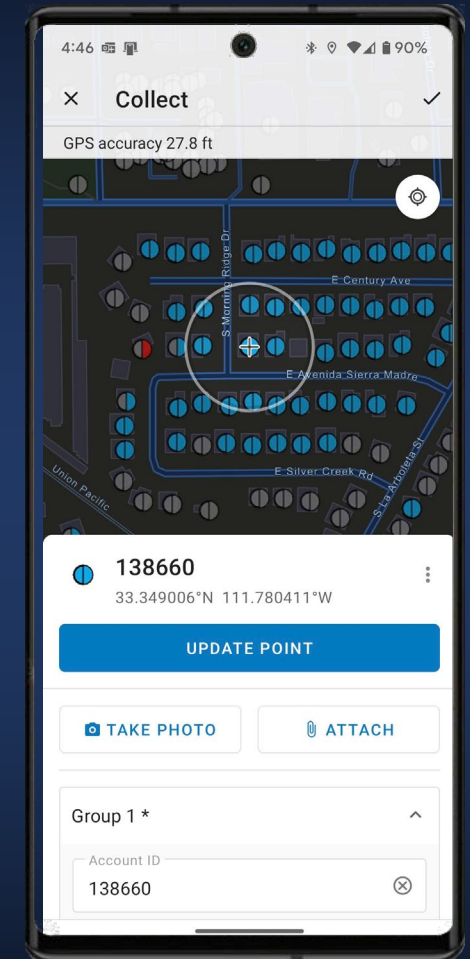 4:46
90%
Collect
GPS accuracy 27.8 ft
S Morning Ridge Dr
E Century Ave
E Avenida Sierra Madre
E Silver Creek Rd
S La Arboleta St
Union Pacific
138660
33.349006°N 111.780411°W
UPDATE POINT
TAKE PHOTO
ATTACH
Group 1 *
Account ID
138660